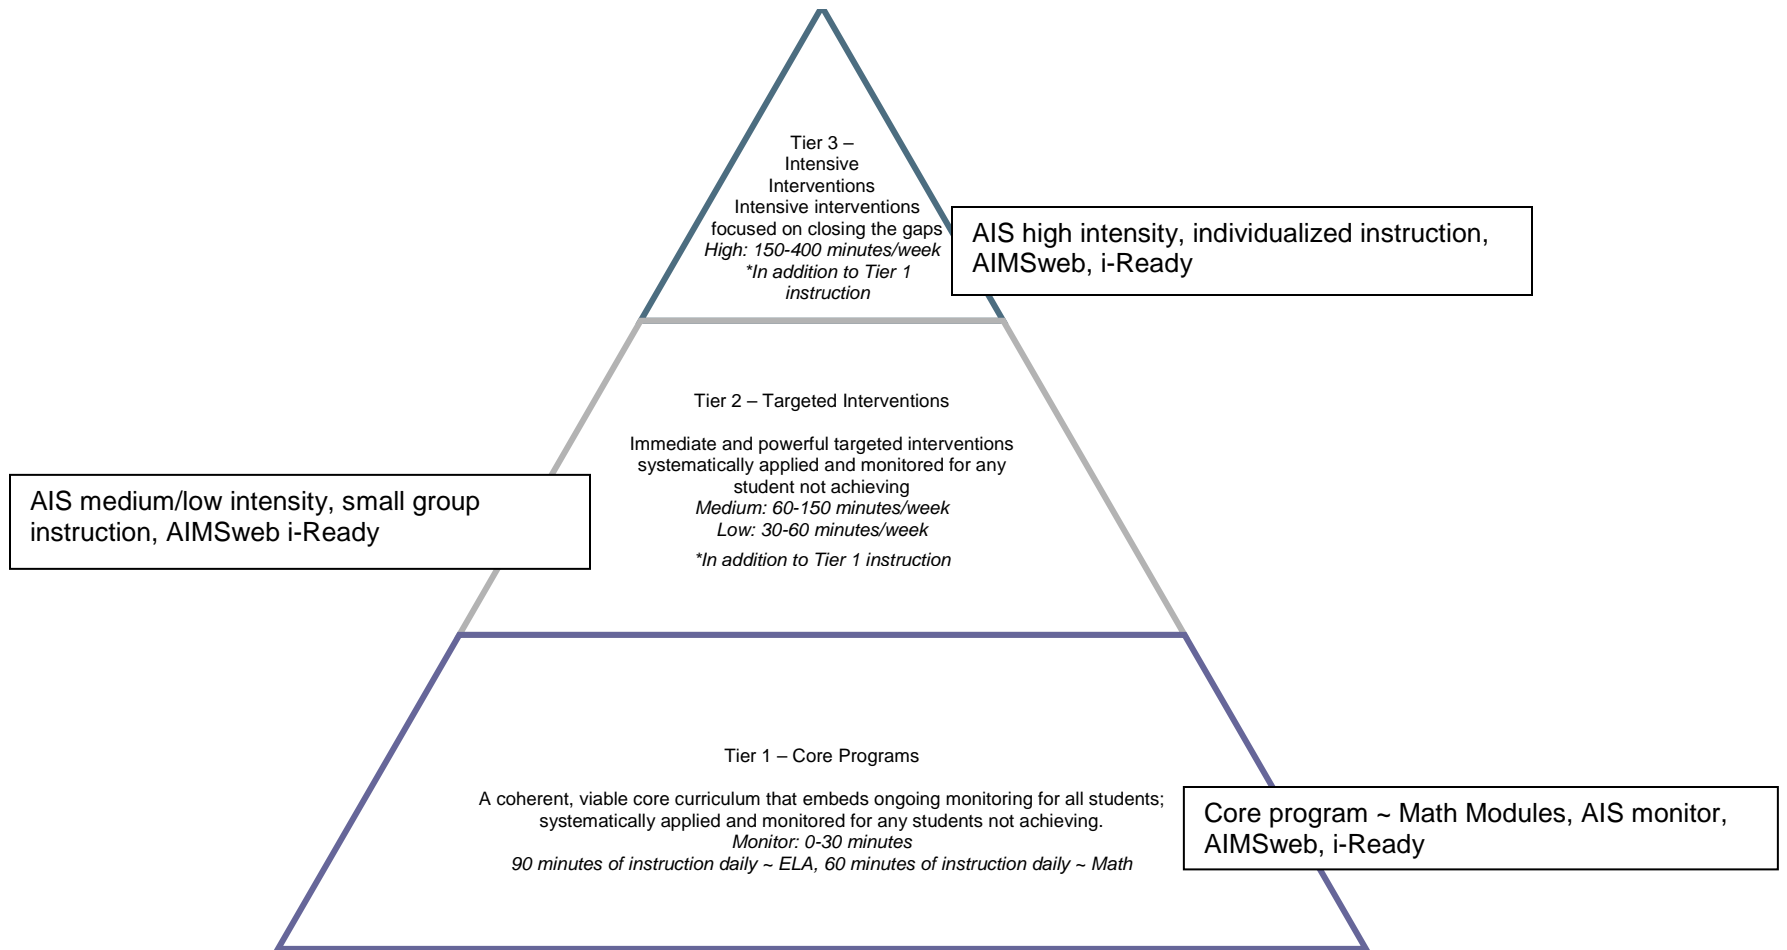 Tier 3 –
Intensive
Interventions
Intensive interventions
focused on closing the gaps
High: 150-400 minutes/week
*In addition to Tier 1
instruction
AIS high intensity, individualized instruction,
AIMSweb, i-Ready
Tier 2 – Targeted Interventions
Immediate and powerful targeted interventions
systematically applied and monitored for any
student not achieving
Medium: 60-150 minutes/week
Low: 30-60 minutes/week
*In addition to Tier 1 instruction
AIS medium/low intensity, small group
instruction, AIMSweb i-Ready
Tier 1 – Core Programs
A coherent, viable core curriculum that embeds ongoing monitoring for all students;
systematically applied and monitored for any students not achieving.
Monitor: 0-30 minutes
90 minutes of instruction daily ~ ELA, 60 minutes of instruction daily ~ Math
Core program ~ Math Modules, AIS monitor,
AIMSweb, i-Ready